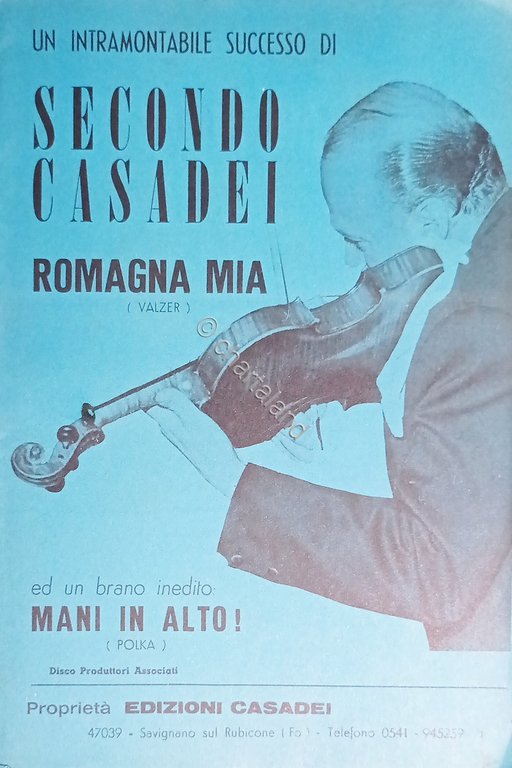 UN INTRAMONTABILE SUCCESSO DI
SECONDO
CASADEI
ROMAGNA MIA
( VALZER )
© chartaland
ed un brano inedito
MANI IN ALTO!
( POLKA )
Disco Produttori Associati
Proprietà EDIZIONI CASADEI
47039 - Savignano sul Rubicone ( Fo ) - Telefono 0541 - 945259